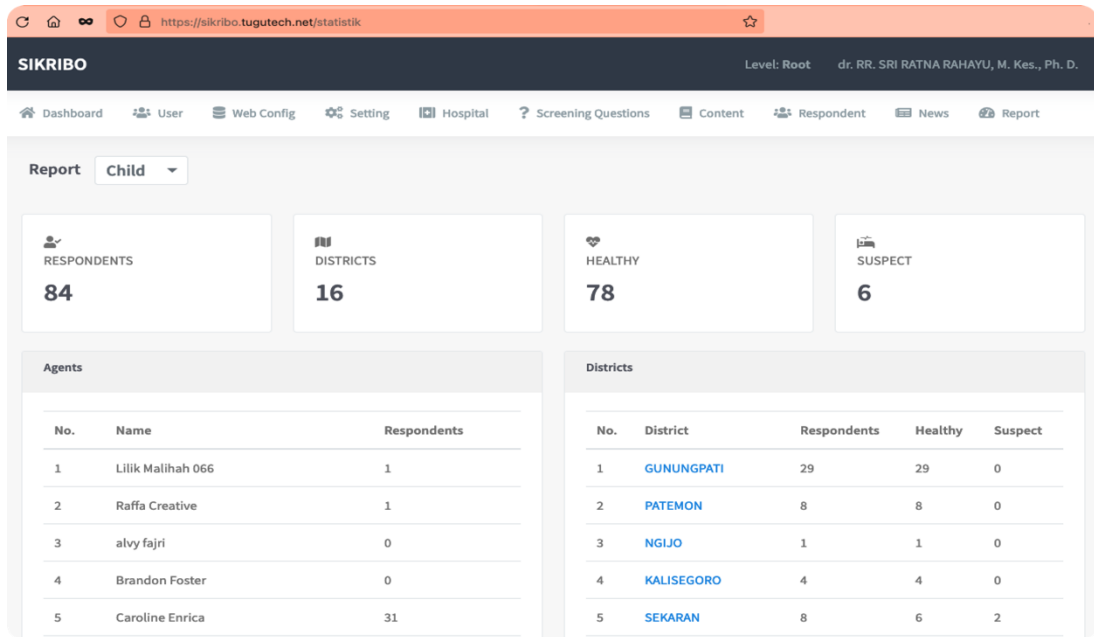 https://sikribo.tugutech.net/statistik
SIKRIBO Level: Root dr. RR. SRI RATNA RAHAYU, M. Kes., Ph. D.
Dashboard User Web Config Setting Hospital ? Screening Questions Content Respondent News Report
Report Child
RESPONDENTS
84
DISTRICTS
16
HEALTHY
78
SUSPECT
6
Agents
No. Name Respondents
1 Lilik Malihah 066 1
2 Raffa Creative 1
3 alvy fajri 0
4 Brandon Foster 0
5 Caroline Enrica 31
Districts
No. District Respondents Healthy Suspect
1 GUNUNGPATI 29 29 0
2 PATEMON 8 8 0
3 NGIJO 1 1 0
4 KALISEGORO 4 4 0
5 SEKARAN 8 6 2